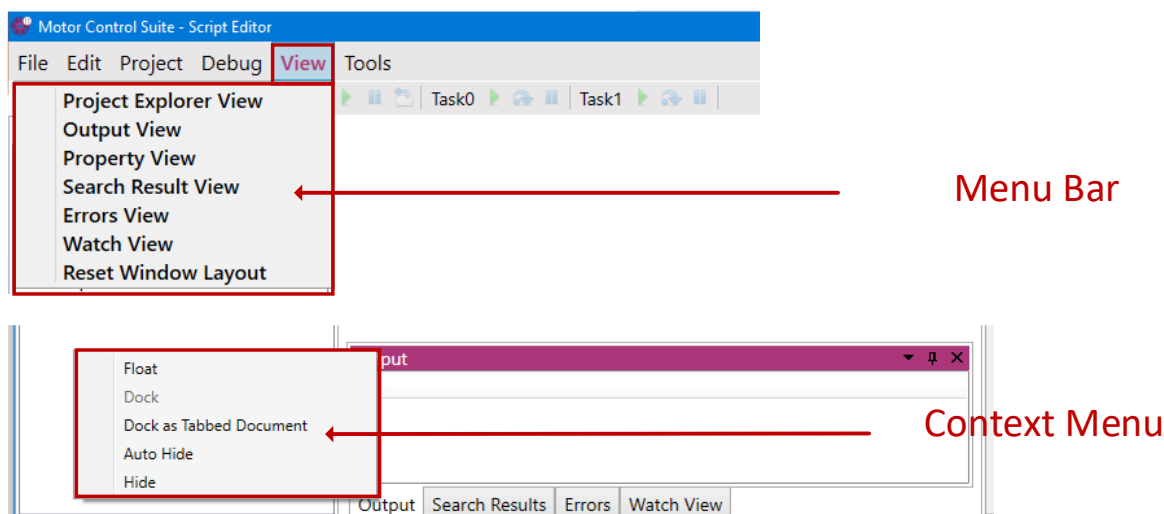 Motor Control Suite - Script Editor
File Edit Project Debug View Tools
Task0 Task1
Project Explorer View
Output View
Property View
Search Result View
Errors View
Watch View
Reset Window Layout
Menu Bar
put
Float
Dock
Dock as Tabbed Document
Auto Hide
Hide
Context Menu
Output Search Results Errors Watch View